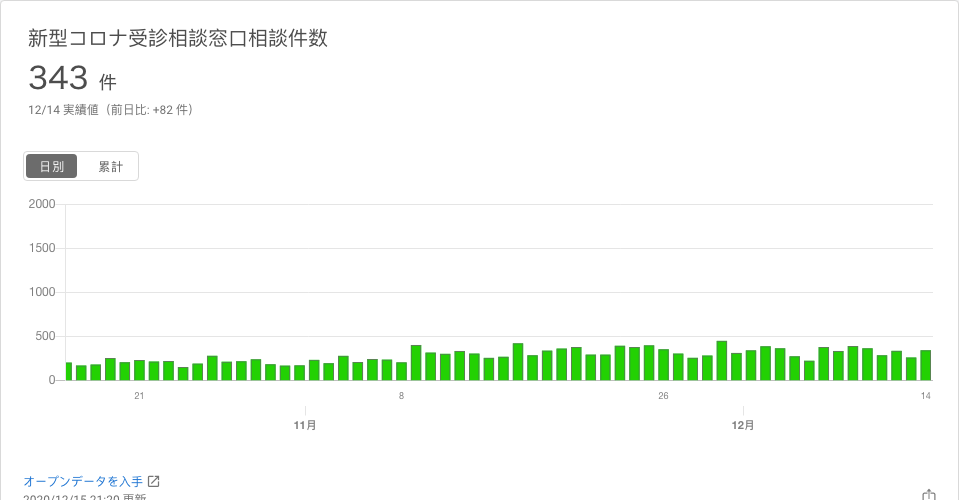 新型コロナ受診相談窓口相談件数
343 件
12/14 実績値（前日比: +82 件）
日別 累計
2000
1500
1000
500
0
21 8 26 14
11月 12月
オープンデータを入手
2020/12/15 21:20 更新